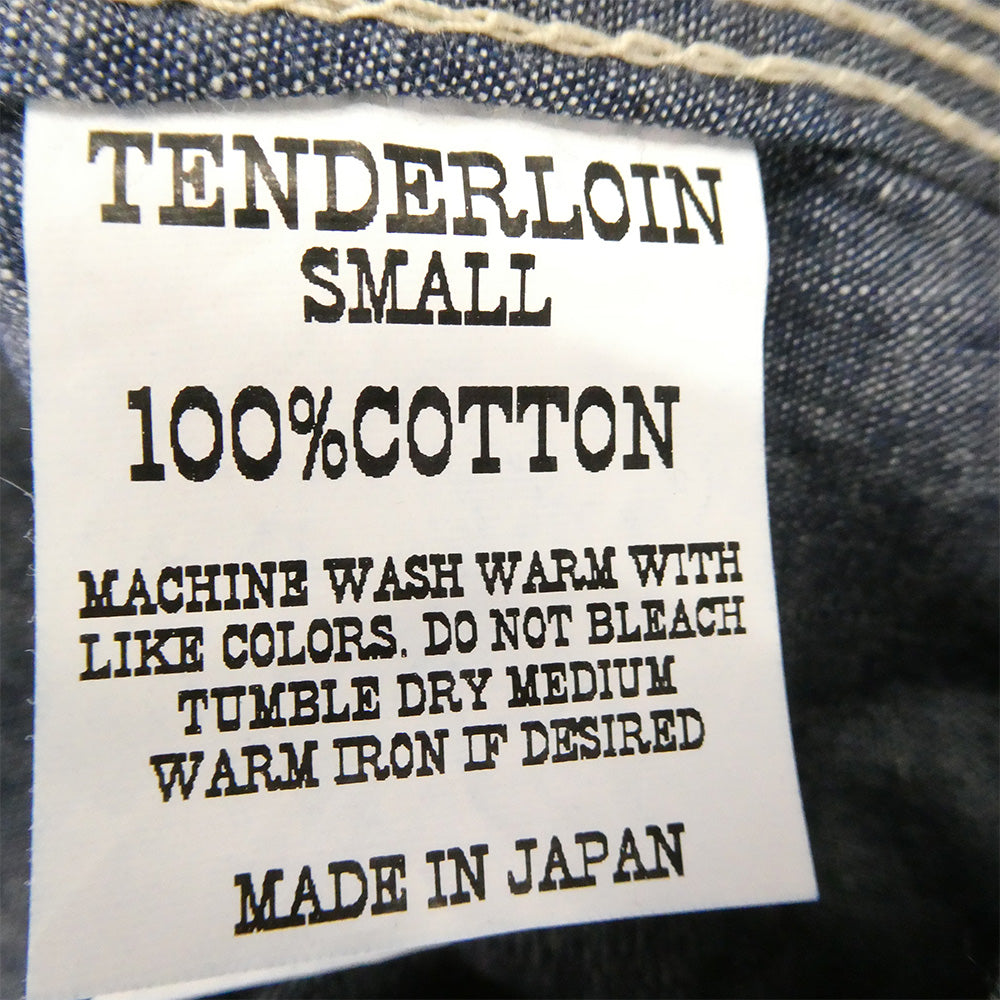 TENDERLOIN
SMALL
100%COTTON
MACHINE WASH WARM WITH
LIKE COLORS. DO NOT BLEACH
TUMBLE DRY MEDIUM
WARM IRON IF DESIRED
MADE IN JAPAN